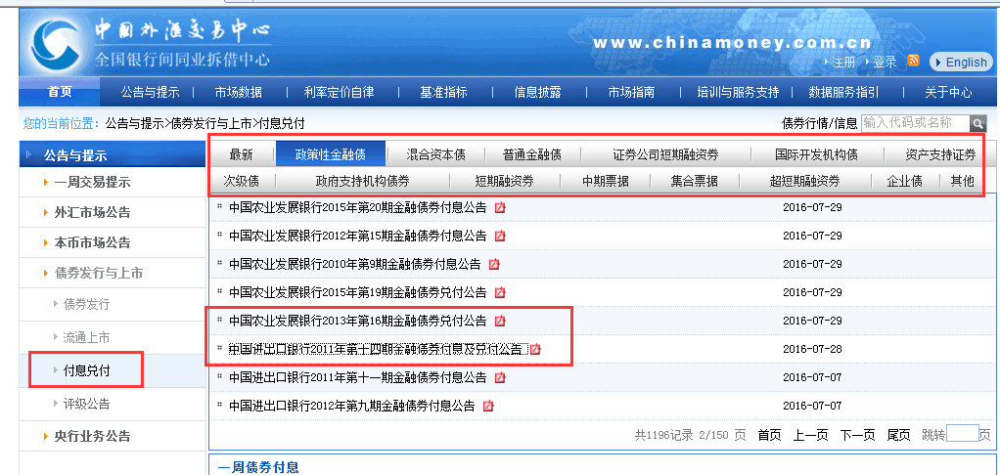 中国外汇交易中心
全国银行间同业拆借中心
www.chinamoney.com.cn
注册 登录 English
首页 公告与提示 市场数据 利率定价自律 基准指标 信息披露 市场指南 培训与服务支持 数据服务指引 关于中心
您的当前位置: 公告与提示>债券发行与上市>付息兑付 债券行情/信息 输入代码或名称
公告与提示
一周交易提示
外汇市场公告
本币市场公告
债券发行与上市
债券发行
流通上市
付息兑付
评级公告
央行业务公告
最新 政策性金融债 混合资本债 普通金融债 证券公司短期融资券 国际开发机构债 资产支持证券
次级债 政府支持机构债券 短期融资券 中期票据 集合票据 超短期融资券 企业债 其他
中国农业发展银行2015年第20期金融债券付息公告 2016-07-29
中国农业发展银行2012年第15期金融债券付息公告 2016-07-29
中国农业发展银行2010年第9期金融债券付息公告 2016-07-29
中国农业发展银行2015年第19期金融债券兑付公告 2016-07-29
中国农业发展银行2013年第16期金融债券兑付公告 2016-07-29
中国进出口银行2011年第十四期金融债券付息及兑付公告 2016-07-28
中国进出口银行2011年第十一期金融债券付息公告 2016-07-07
中国进出口银行2012年第九期金融债券付息公告 2016-07-07
共1196记录 2/150 页 首页 上一页 下一页 尾页 跳转 页
一周债券付息